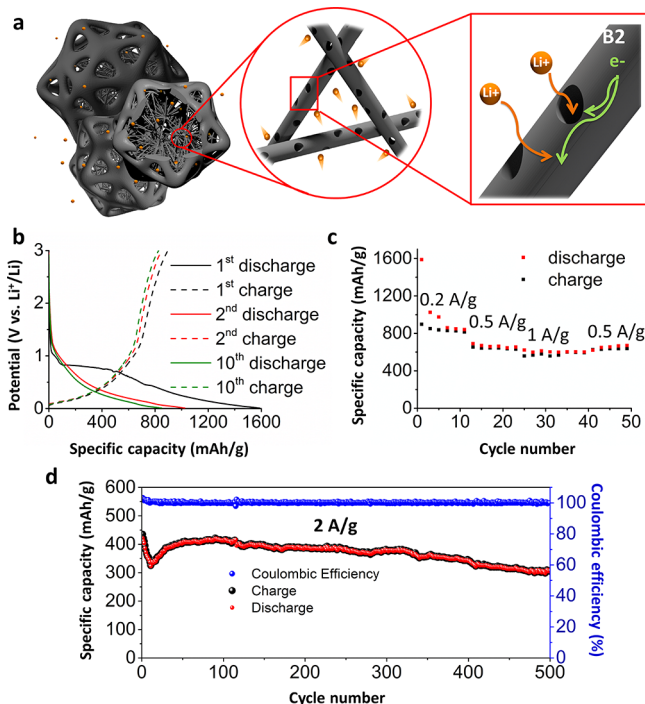 a
B2
Li+
Li+
e-
b
3
2
1
0
Potential (V vs. Li⁺/Li)
1ˢᵗ discharge
1ˢᵗ charge
2ⁿᵈ discharge
2ⁿᵈ charge
10ᵗʰ discharge
10ᵗʰ charge
0 400 800 1200 1600
Specific capacity (mAh/g)
c
1600
1200
800
400
0
Specific capacity (mAh/g)
discharge
charge
0.2 A/g
0.5 A/g
1 A/g
0.5 A/g
0 10 20 30 40 50
Cycle number
d
600
500
400
300
200
100
0
Specific capacity (mAh/g)
2 A/g
Coulombic Efficiency
Charge
Discharge
100
80
60
40
20
0
Coulombic efficiency (%)
0 100 200 300 400 500
Cycle number